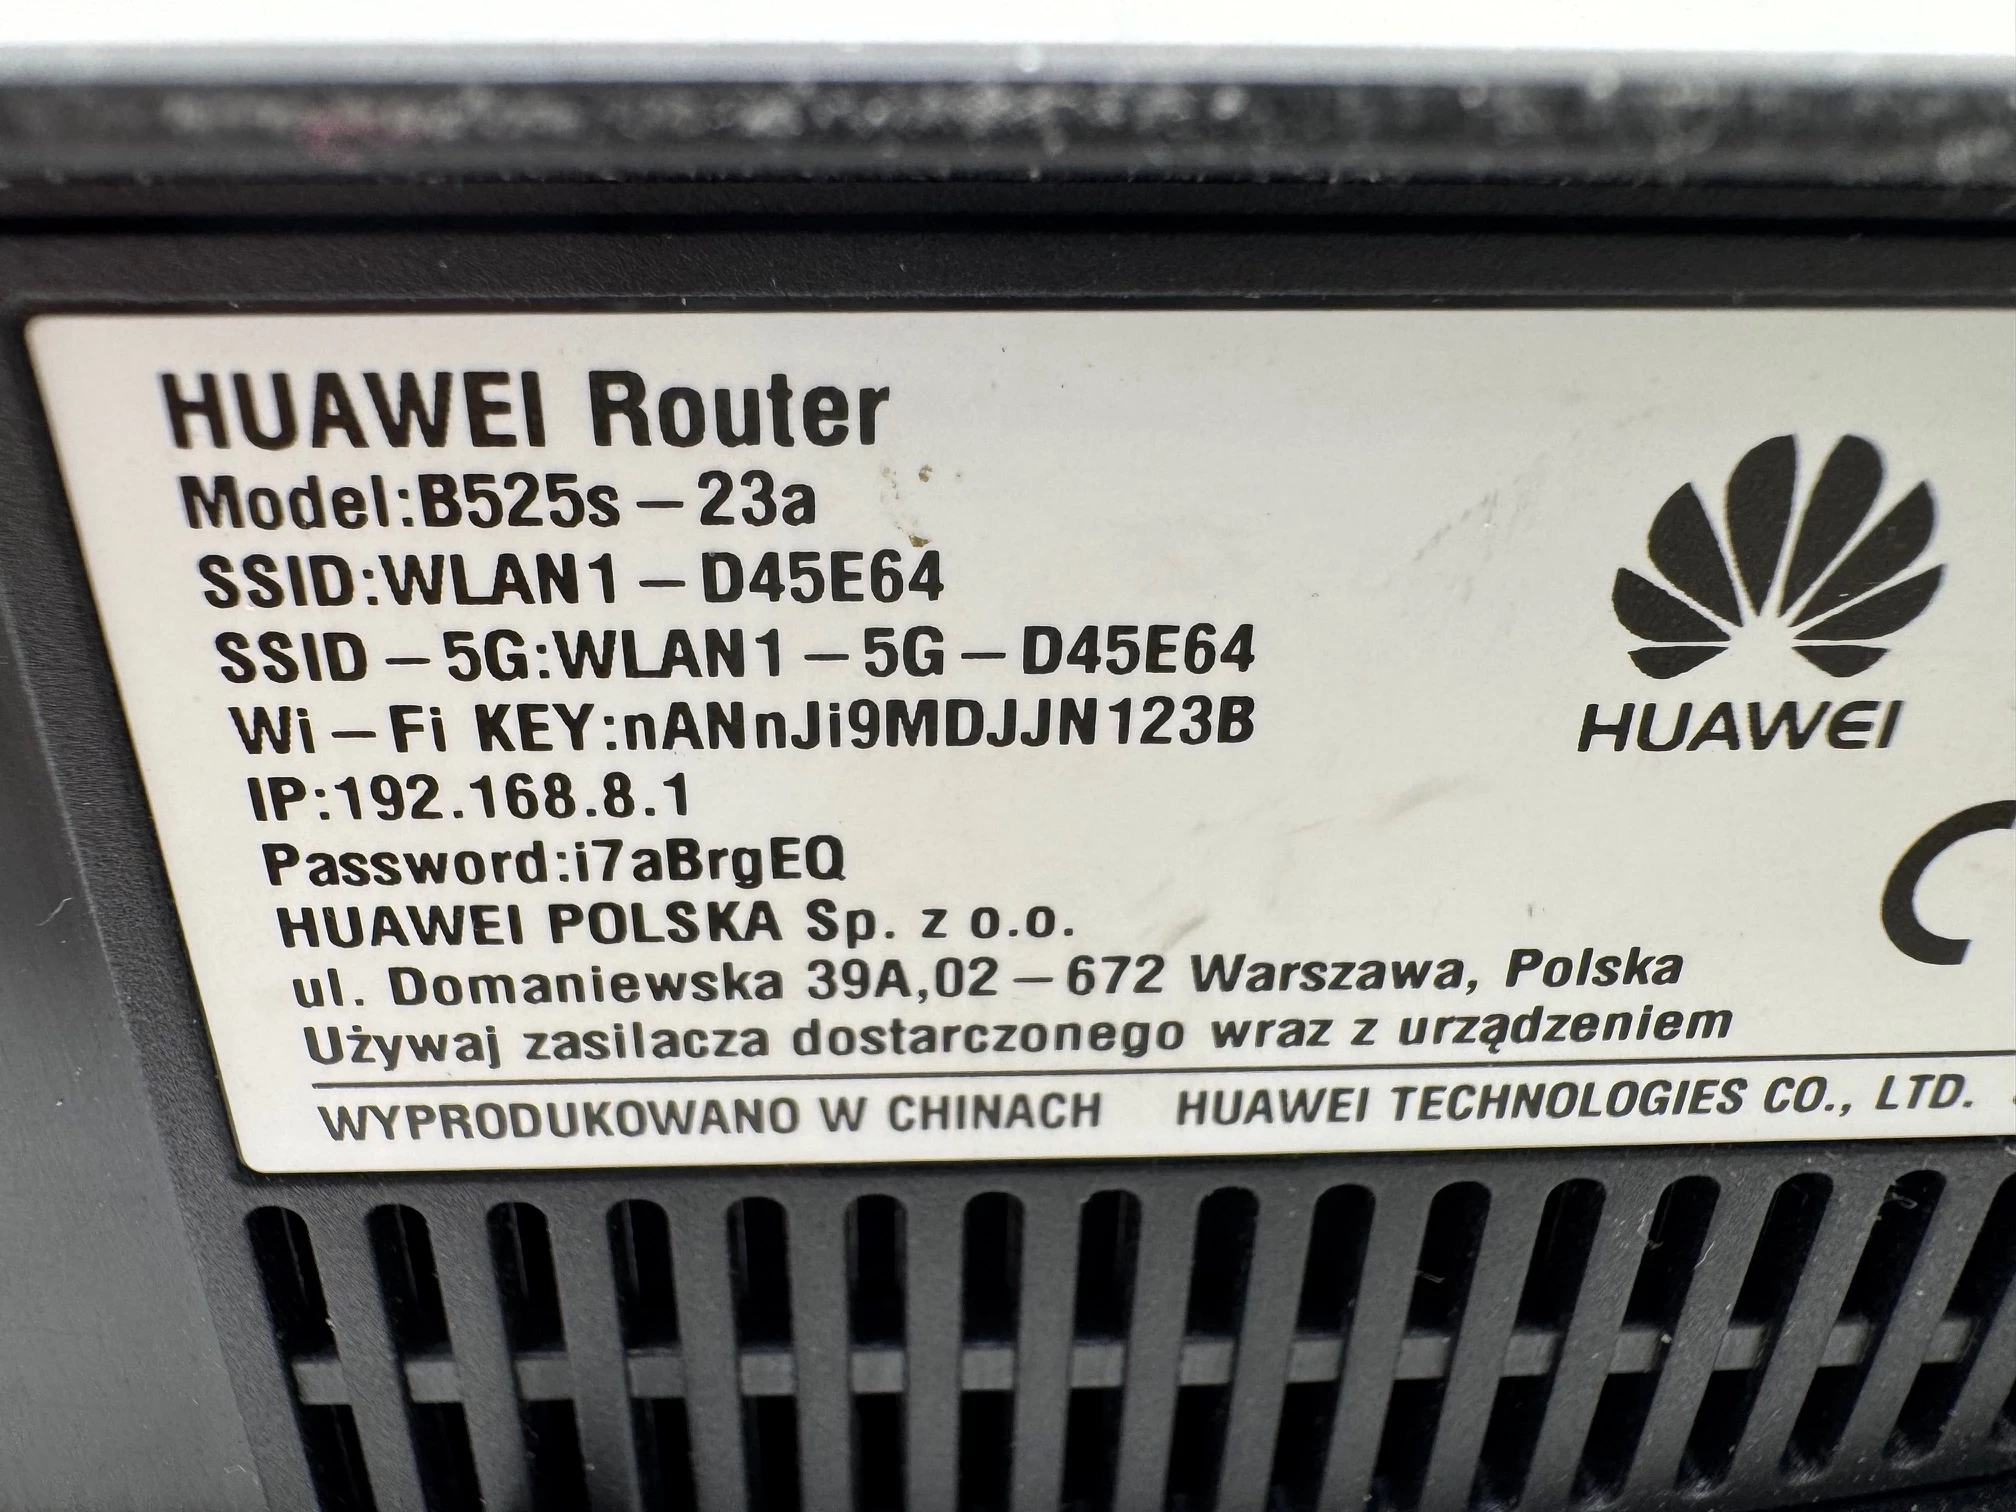 HUAWEI Router
Model:B525s-23a
SSID:WLAN1-D45E64
SSID-5G:WLAN1-5G-D45E64
Wi-Fi KEY:nANnJi9MDJJN123B
IP:192.168.8.1
Password:i7aBrgEQ
HUAWEI POLSKA Sp. z o.o.
ul. Domaniewska 39A,02-672 Warszawa, Polska
Używaj zasilacza dostarczonego wraz z urządzeniem
WYPRODUKOWANO W CHINACH HUAWEI TECHNOLOGIES CO., LTD.
HUAWEI